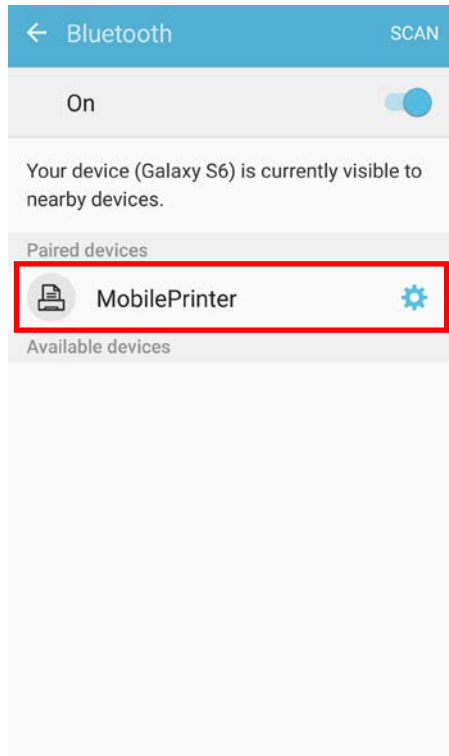 Bluetooth SCAN
On
Your device (Galaxy S6) is currently visible to
nearby devices.
Paired devices
MobilePrinter
Available devices